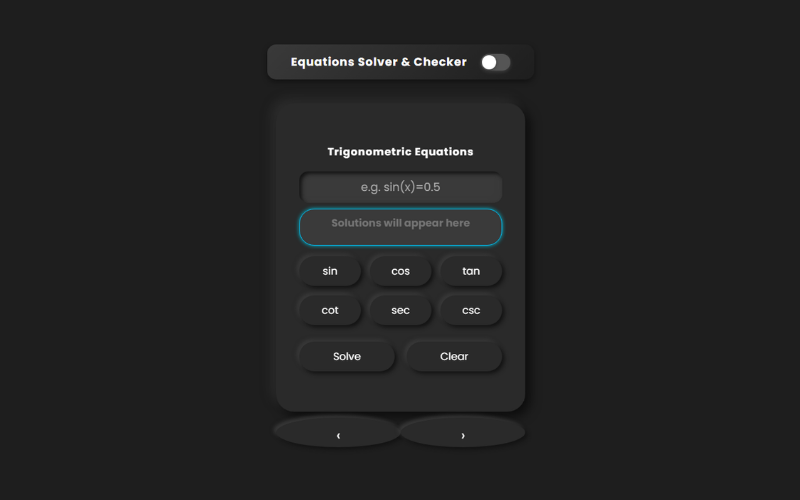 Equations Solver & Checker
Trigonometric Equations
e.g. sin(x)=0.5
Solutions will appear here
sin cos tan
cot sec csc
Solve Clear
‹ ›